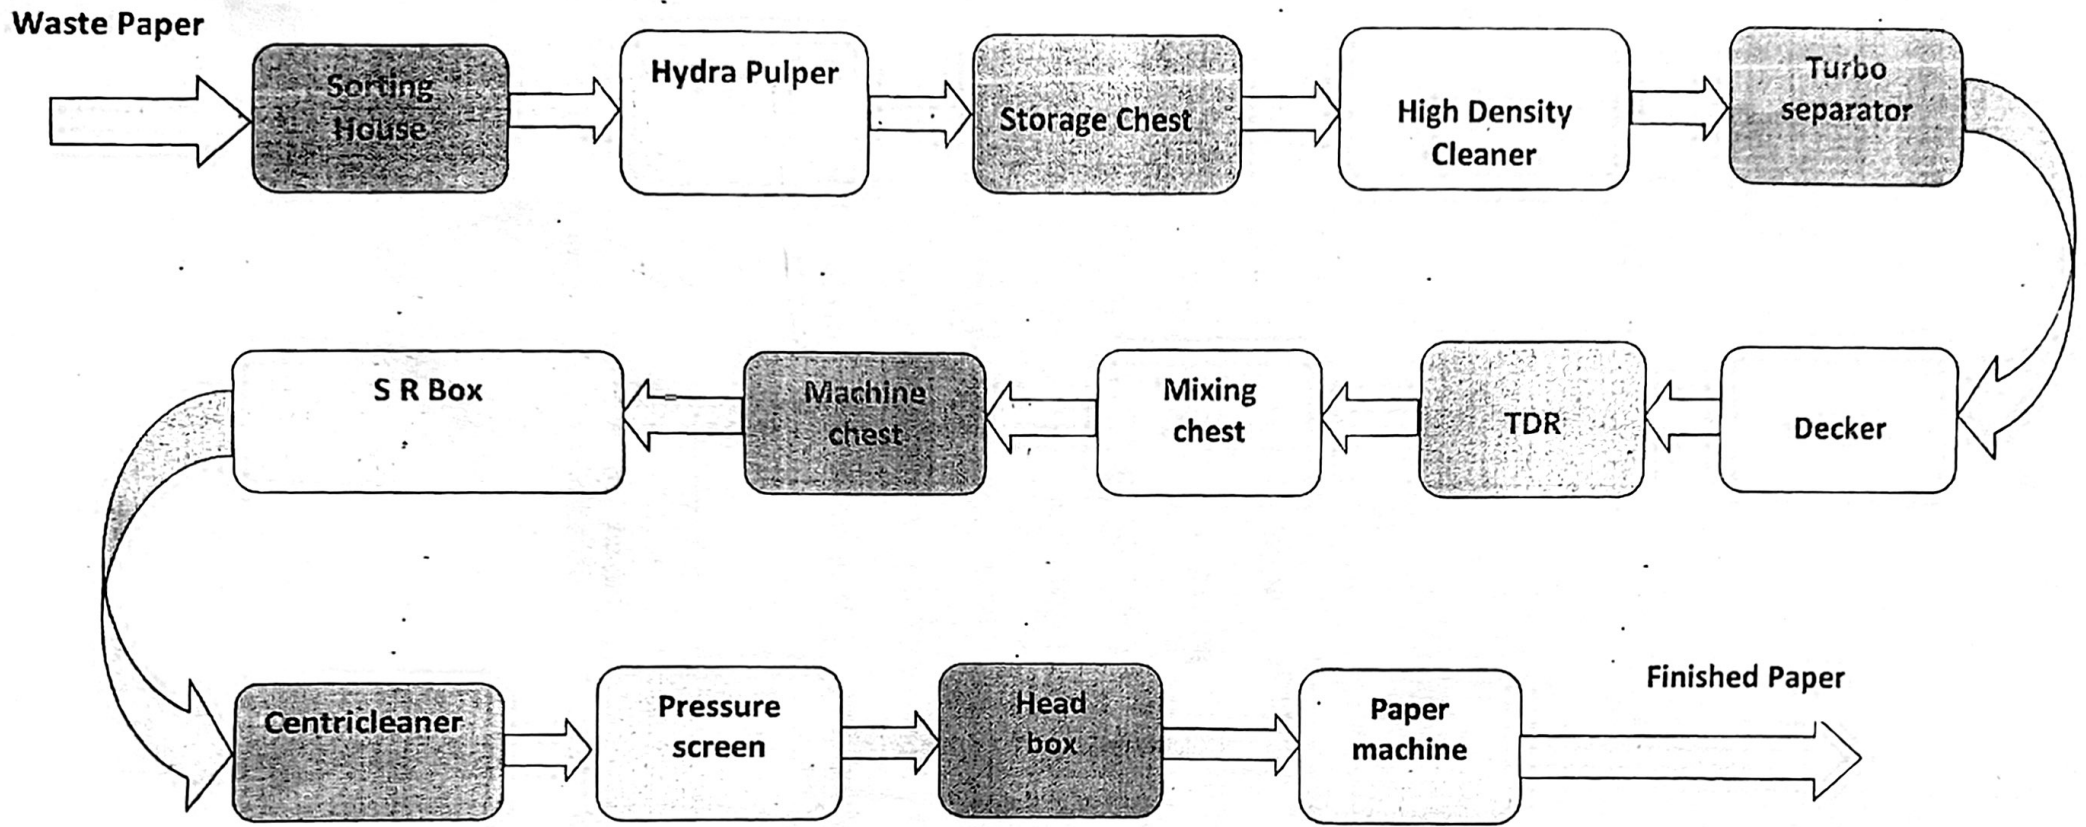 Waste Paper
Sorting
House
Hydra Pulper
Storage Chest
High Density
Cleaner
Turbo
separator
Decker
TDR
Mixing
chest
Machine
chest
S R Box
Centricleaner
Pressure
screen
Head
box
Paper
machine
Finished Paper